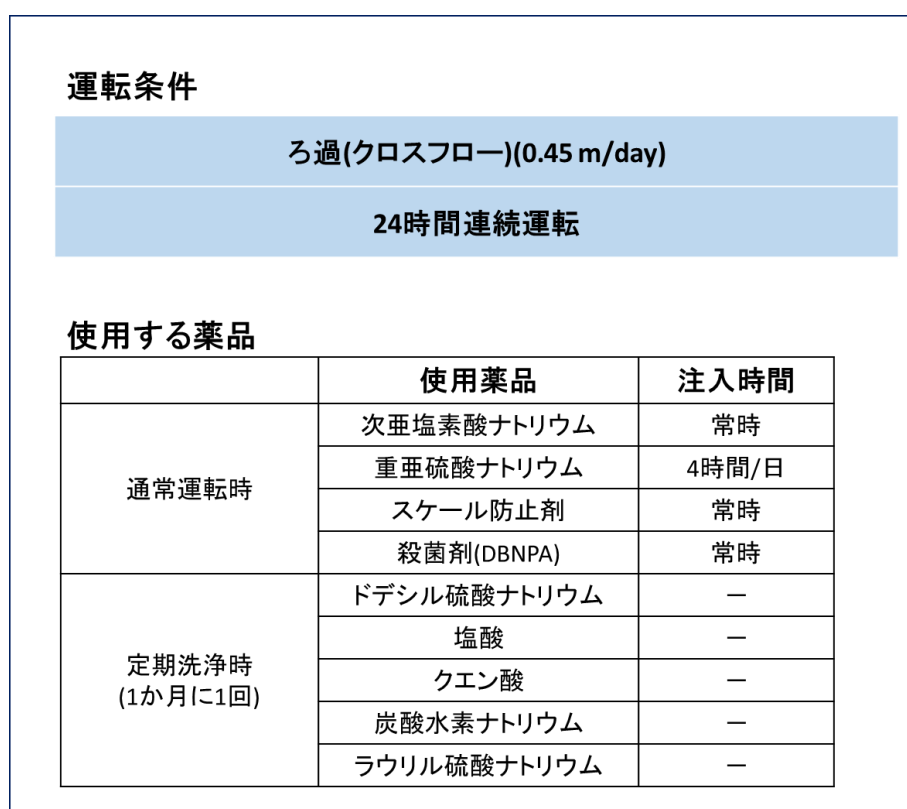 運転条件
ろ過(クロスフロー)(0.45 m/day)
24時間連続運転
使用する薬品
使用薬品 注入時間
通常運転時
次亜塩素酸ナトリウム 常時
重亜硫酸ナトリウム 4時間/日
スケール防止剤 常時
殺菌剤(DBNPA) 常時
定期洗浄時
(1か月に1回)
ドデシル硫酸ナトリウム －
塩酸 －
クエン酸 －
炭酸水素ナトリウム －
ラウリル硫酸ナトリウム －